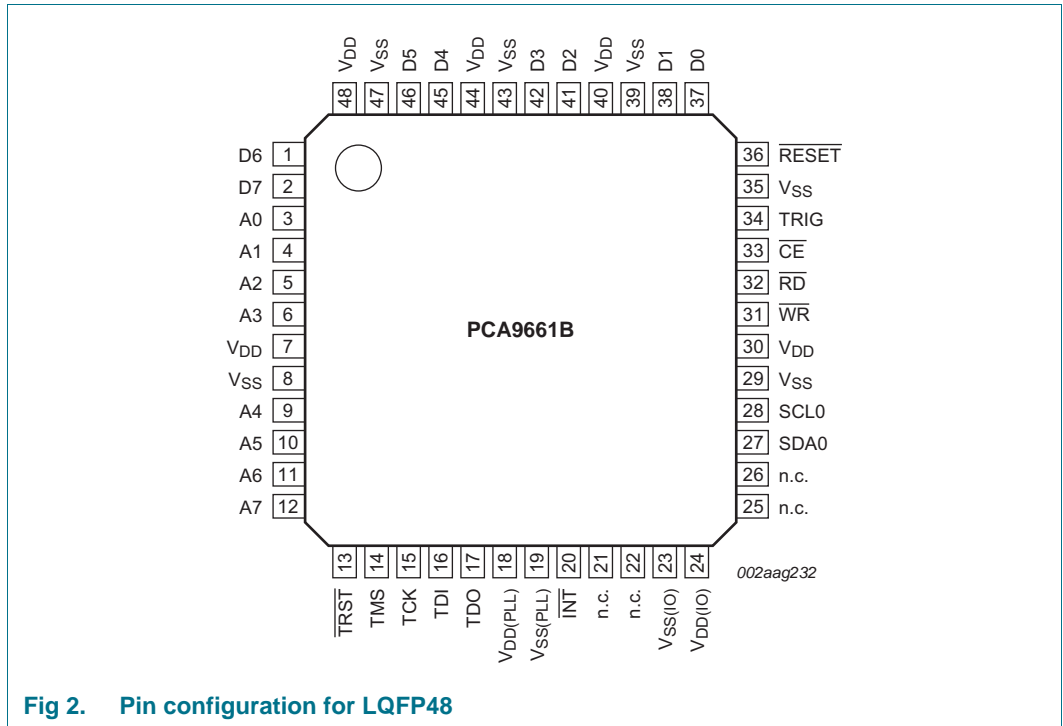 VDD VSS D5 D4 VDD VSS D3 D2 VDD VSS D1 D0
48 47 46 45 44 43 42 41 40 39 38 37
D6 1
D7 2
A0 3
A1 4
A2 5
A3 6
VDD 7
VSS 8
A4 9
A5 10
A6 11
A7 12
PCA9661B
36 RESET
35 VSS
34 TRIG
33 CE
32 RD
31 WR
30 VDD
29 VSS
28 SCL0
27 SDA0
26 n.c.
25 n.c.
13 14 15 16 17 18 19 20 21 22 23 24
TRST TMS TCK TDI TDO VDD(PLL) VSS(PLL) INT n.c. n.c. VSS(IO) VDD(IO)
002aag232
Fig 2. Pin configuration for LQFP48